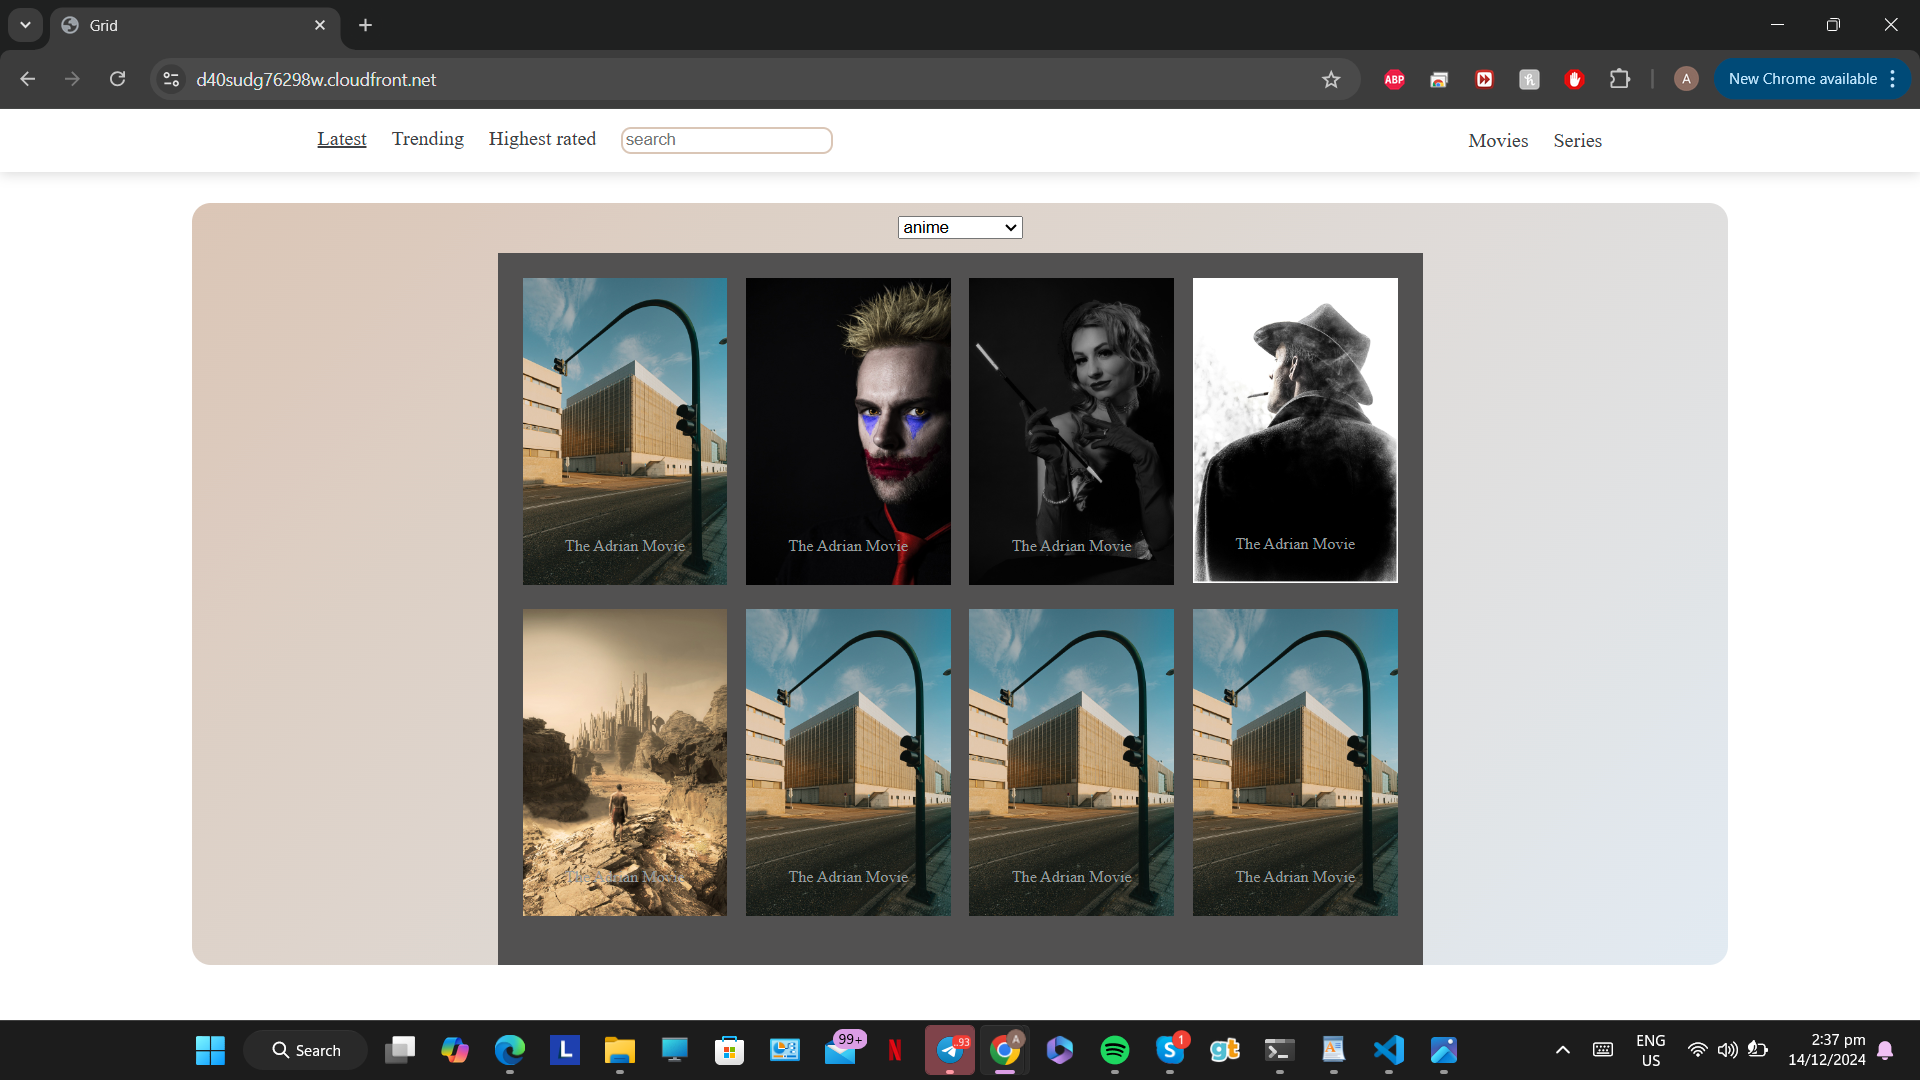 Grid
d40sudg76298w.cloudfront.net
ABP
A
New Chrome available
Latest Trending Highest rated search Movies Series
anime
The Adrian Movie The Adrian Movie The Adrian Movie The Adrian Movie
The Adrian Movie The Adrian Movie The Adrian Movie The Adrian Movie
Search
L
99+
N
..93
A
1
gt
ENG
US
2:37 pm
14/12/2024